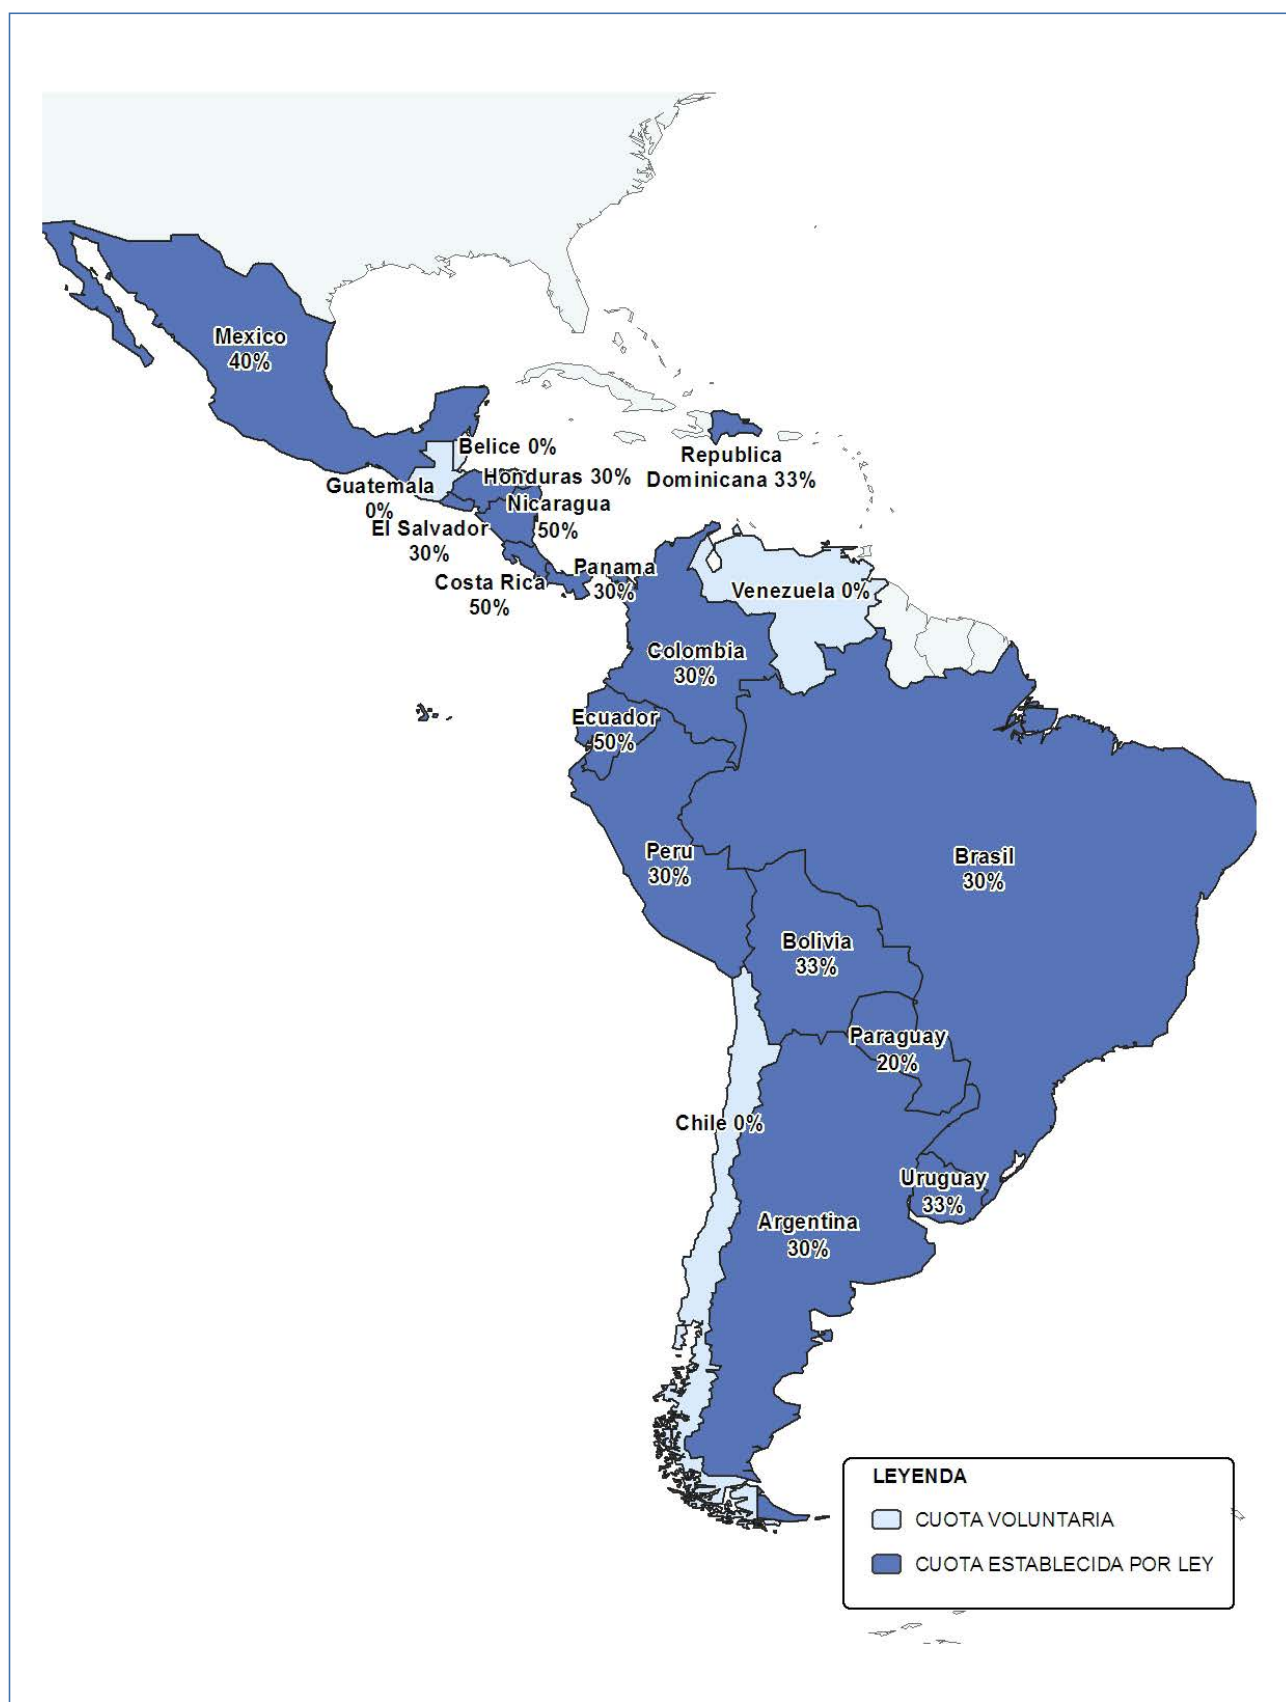 Mexico
40%
Belice 0%
Guatemala
0%
Honduras 30%
Nicaragua
50%
El Salvador
30%
Costa Rica
50%
Panama
30%
Republica
Dominicana 33%
Venezuela 0%
Colombia
30%
Ecuador
50%
Peru
30%
Brasil
30%
Bolivia
33%
Paraguay
20%
Chile 0%
Uruguay
33%
Argentina
30%
LEYENDA
CUOTA VOLUNTARIA
CUOTA ESTABLECIDA POR LEY